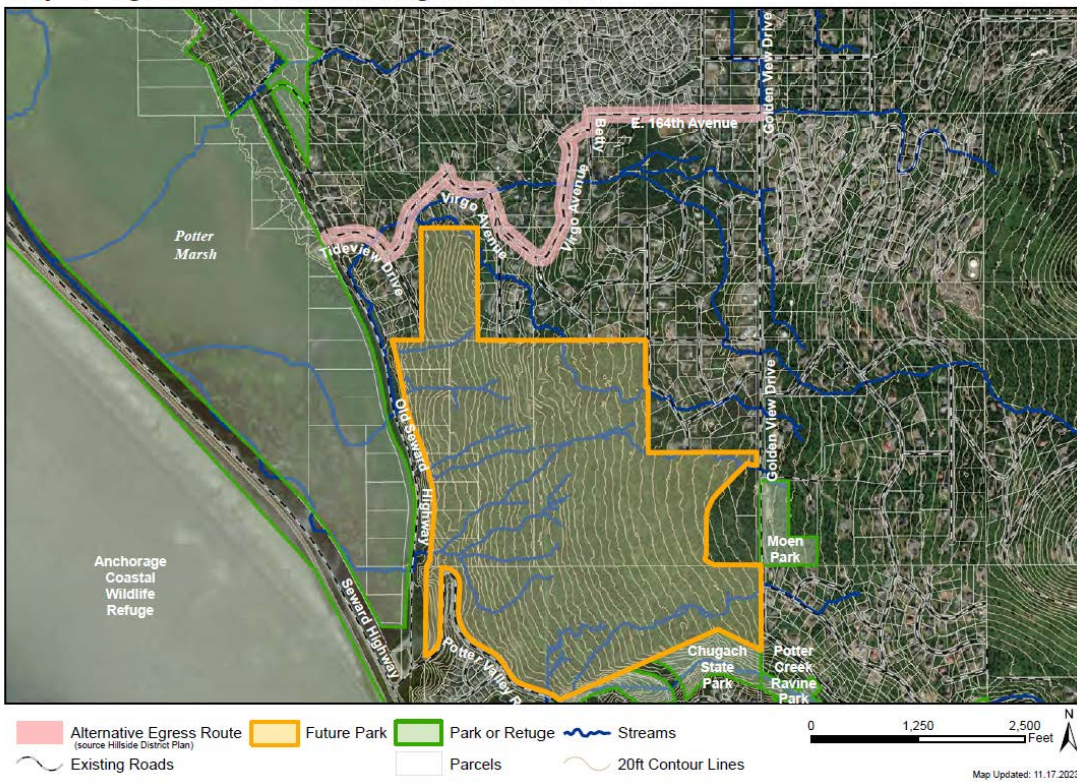 Golden View Drive
E. 164th Avenue
Betty
Virgo Avenue
Virgo Avenue
Tideview Drive
Potter
Marsh
Golden View Drive
Old Seward
Highway
Moen
Park
Anchorage
Coastal
Wildlife
Refuge
Seward Highway
Potter Valley R
Chugach
State
Park
Potter
Creek
Ravine
Park
Alternative Egress Route
(source Hillside District Plan)
Future Park
Park or Refuge
Streams
Existing Roads
Parcels
20ft Contour Lines
0 1,250 2,500
Feet
N
Map Updated: 11.17.2023